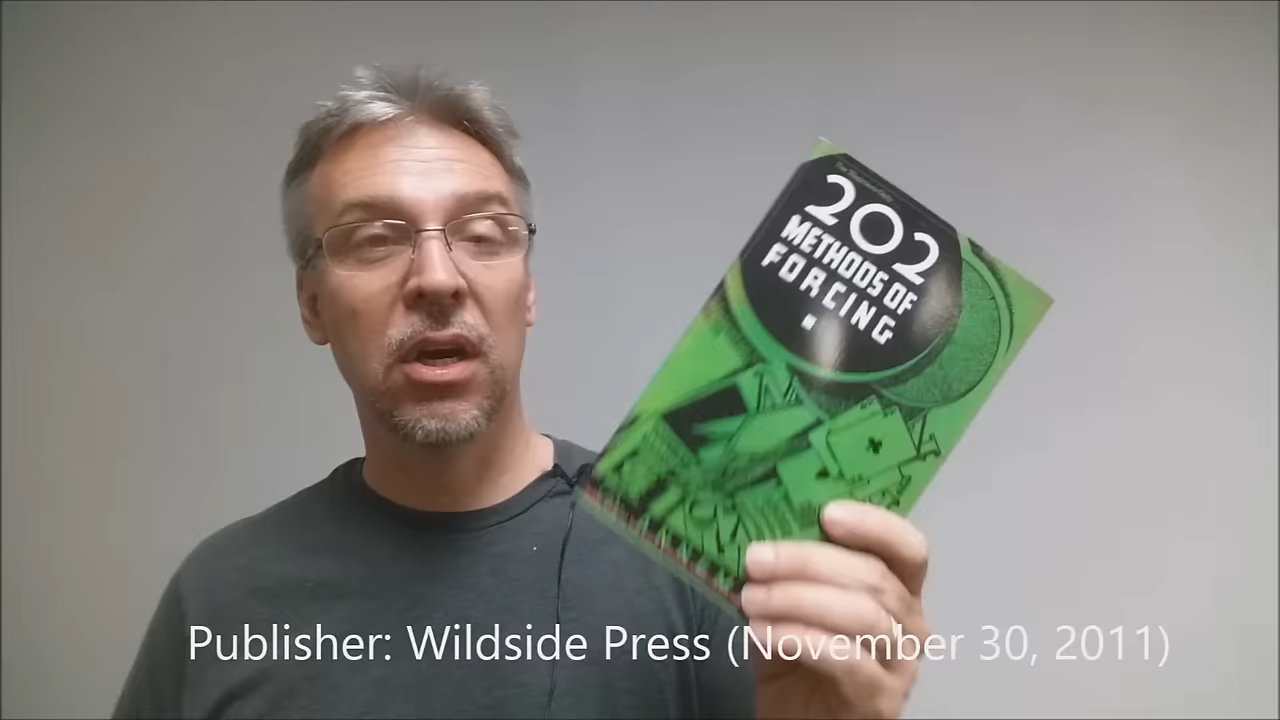 202
METHODS OF
FORCING
Publisher: Wildside Press (November 30, 2011)